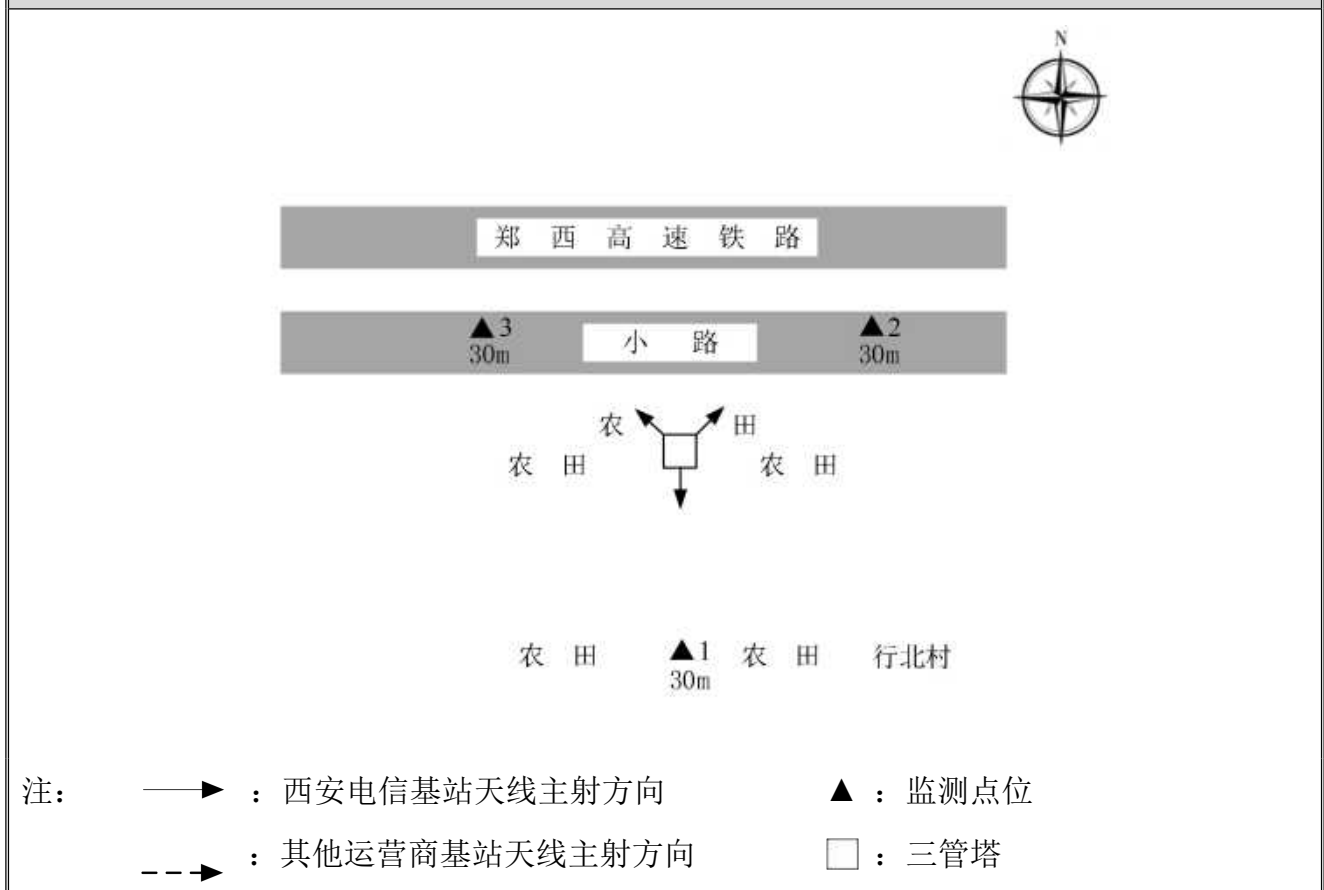 N
郑 西 高 速 铁 路
▲3 小 路 ▲2
30m 30m
农 田
农 田 农 田
农 田 ▲1 农 田 行北村
30m
注： ：西安电信基站天线主射方向 ▲ ：监测点位
：其他运营商基站天线主射方向 □ ：三管塔